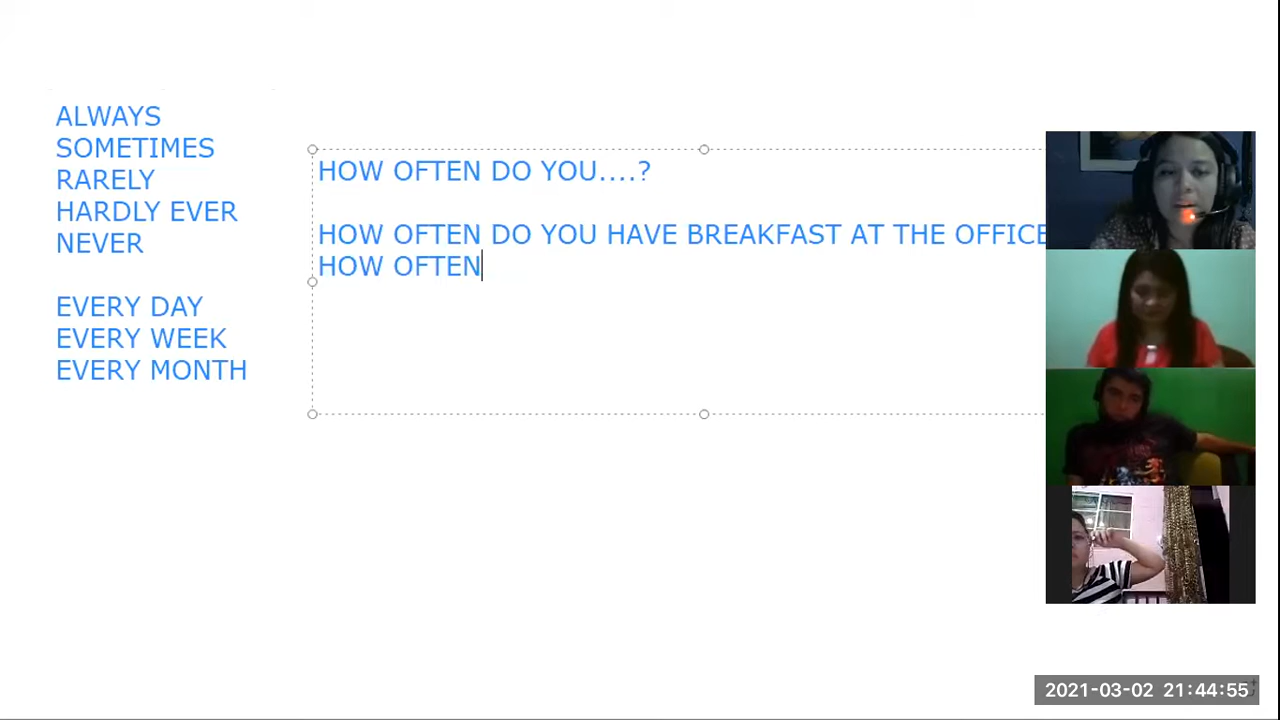 ALWAYS
SOMETIMES
RARELY
HARDLY EVER
NEVER
EVERY DAY
EVERY WEEK
EVERY MONTH
HOW OFTEN DO YOU....?
HOW OFTEN DO YOU HAVE BREAKFAST AT THE OFFICE
HOW OFTEN
2021-03-02 21:44:55